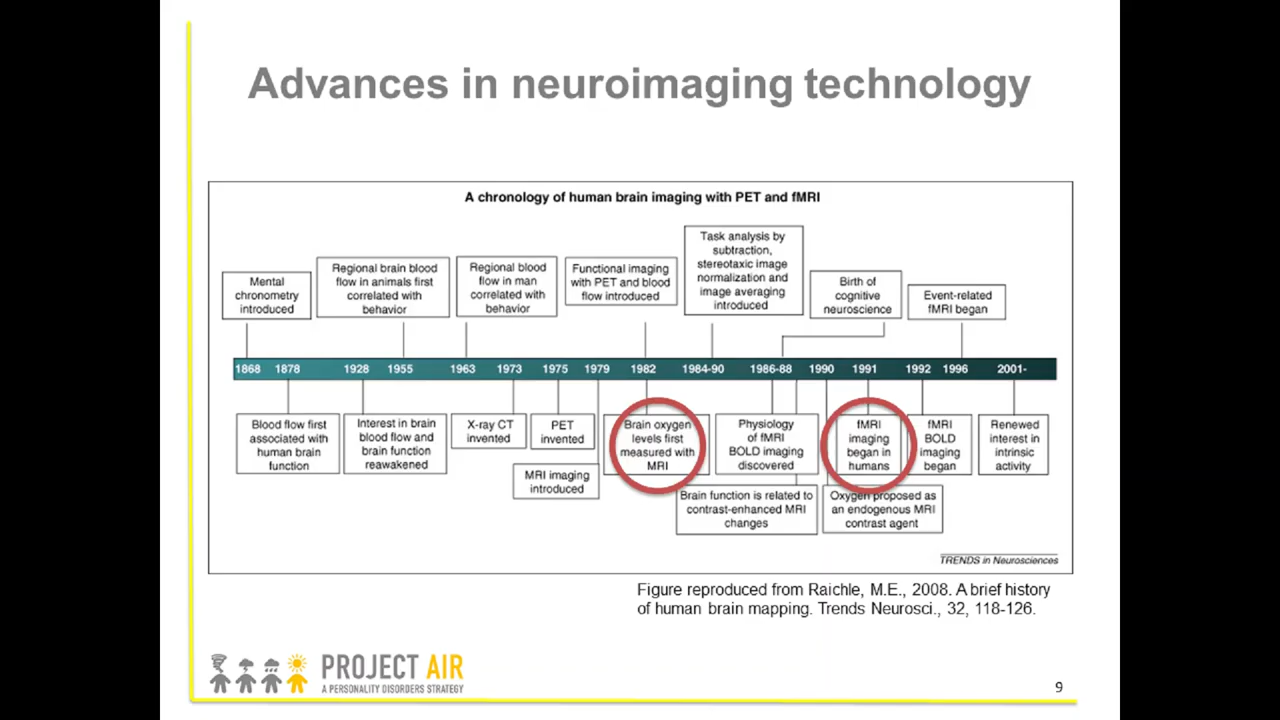 Advances in neuroimaging technology
A chronology of human brain imaging with PET and fMRI
Mental
chronometry
introduced
Regional brain blood
flow in animals first
correlated with
behavior
Regional blood
flow in man
correlated with
behavior
Functional imaging
with PET and blood
flow introduced
Task analysis by
subtraction,
stereotaxic image
normalization and
image averaging
introduced
Birth of
cognitive
neuroscience
Event-related
fMRI began
1868 1878 1928 1955 1963 1973 1975 1979 1982 1984-90 1986-88 1990 1991 1992 1996 2001-
Blood flow first
associated with
human brain
function
Interest in brain
blood flow and
brain function
reawakened
X-ray CT
invented
PET
invented
MRI imaging
introduced
Brain oxygen
levels first
measured with
MRI
Physiology
of fMRI
BOLD imaging
discovered
Brain function is related to
contrast-enhanced MRI
changes
fMRI
imaging
began in
humans
Oxygen proposed as
an endogenous MRI
contrast agent
fMRI
BOLD
imaging
began
Renewed
interest in
intrinsic
activity
TRENDS in Neurosciences
Figure reproduced from Raichle, M.E., 2008. A brief history
of human brain mapping. Trends Neurosci., 32, 118-126.
PROJECT AIR
A PERSONALITY DISORDERS STRATEGY
9